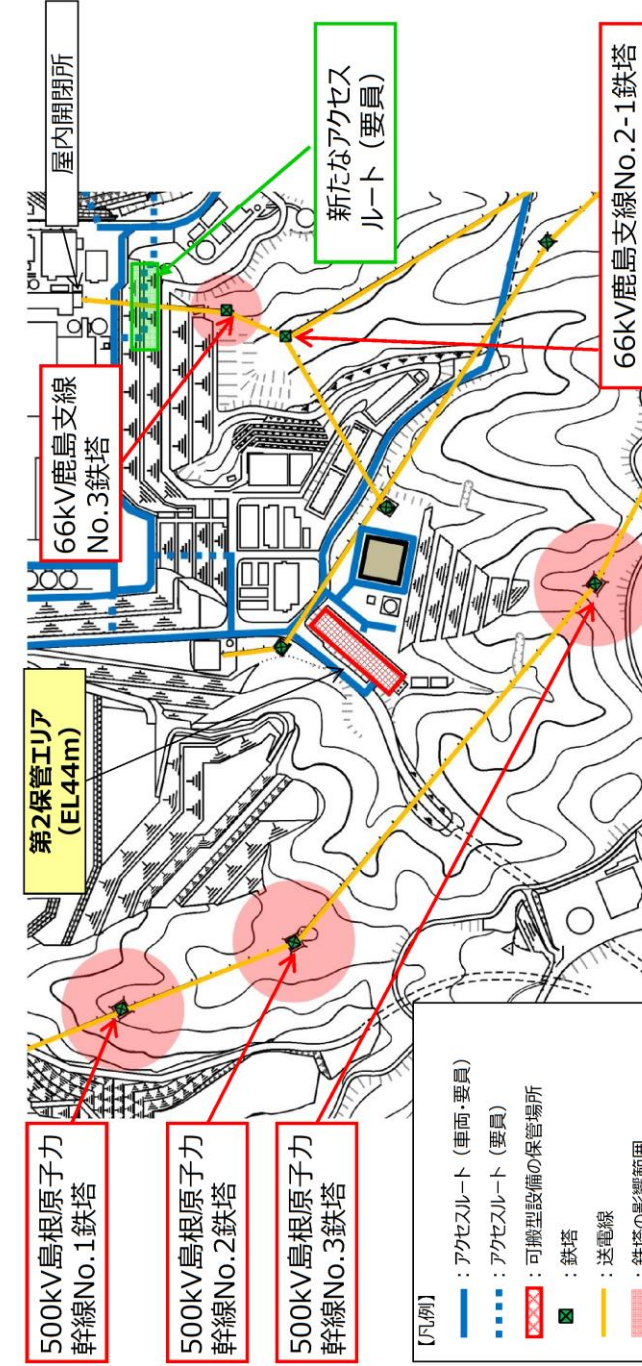 屋内開閉所
新たなアクセス
ルート（要員）
66kV鹿島支線No.2-1鉄塔
66kV鹿島支線
No.3鉄塔
第2保管エリア
(EL44m)
500kV島根原子力
幹線No.1鉄塔
500kV島根原子力
幹線No.2鉄塔
500kV島根原子力
幹線No.3鉄塔
【凡例】
：アクセスルート（車両・要員）
：アクセスルート（要員）
：可搬型設備の保管場所
：鉄塔
：送電線
：鉄塔の影響範囲